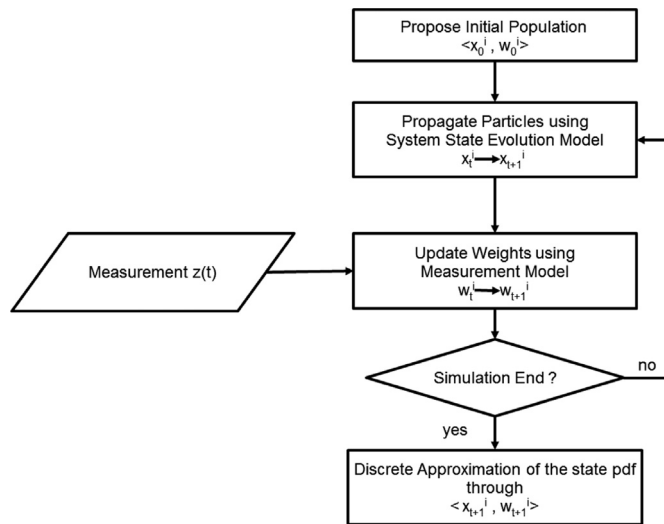 Propose Initial Population
<x₀ⁱ , w₀ⁱ>
Propagate Particles using
System State Evolution Model
xₜⁱ → xₜ₊₁ⁱ
Measurement z(t)
Update Weights using
Measurement Model
wₜⁱ → wₜ₊₁ⁱ
Simulation End ?
no
yes
Discrete Approximation of the state pdf
through
< xₜ₊₁ⁱ , wₜ₊₁ⁱ>